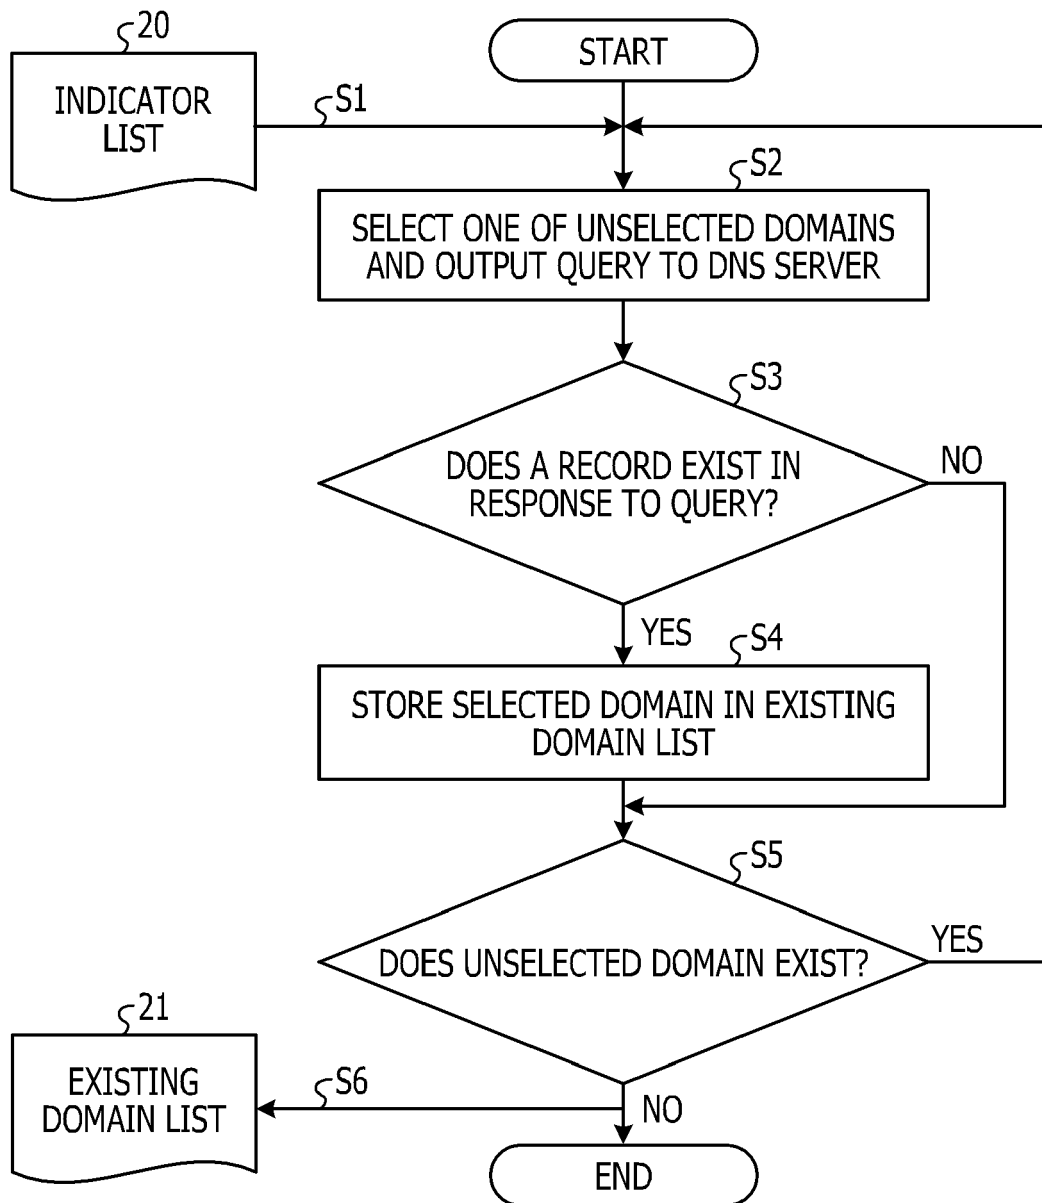 20
START
INDICATOR
LIST
S1
S2
SELECT ONE OF UNSELECTED DOMAINS
AND OUTPUT QUERY TO DNS SERVER
S3
DOES A RECORD EXIST IN
RESPONSE TO QUERY?
NO
YES
S4
STORE SELECTED DOMAIN IN EXISTING
DOMAIN LIST
S5
DOES UNSELECTED DOMAIN EXIST?
YES
21
EXISTING
DOMAIN LIST
S6
NO
END